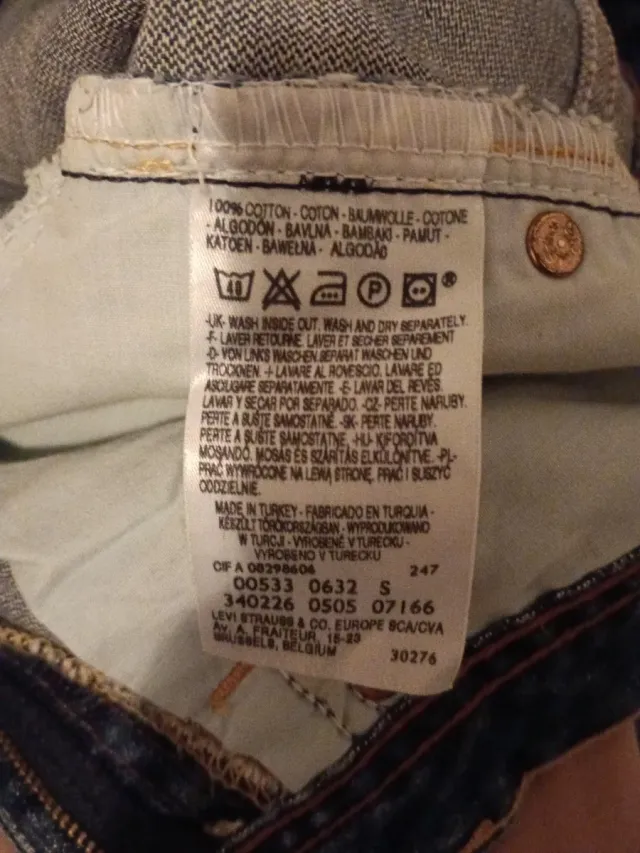 100% COTTON - COTON - BAUMWOLLE - COTONE
- ALGODÓN - BAVLNA - BAMBAKI - PAMUT -
KATOEN - BAWEŁNA - ALGODÃO
40 P ®
-UK- WASH INSIDE OUT. WASH AND DRY SEPARATELY.
-F- LAVER RETOURNE. LAVER ET SECHER SEPAREMENT
-D- VON LINKS WASCHEN.SEPARAT WASCHEN UND
TROCKNEN. -I- LAVARE AL ROVESCIO. LAVARE ED
ASCIUGARE SEPARATAMENTE. -E- LAVAR DEL REVÉS.
LAVAR Y SECAR POR SEPARADO. -CZ- PERTE NARUBY.
PERTE A SUŠTE SAMOSTATNĚ. -SK- PERTE NARUBY.
PERTE A SUŠTE SAMOSTATNE. -HU- KIFORDÍTVA
MOSANDÓ. MOSÁS ÉS SZÁRÍTÁS ELKÜLÖNÍTVE. -PL-
PRAĆ WYWRÓCONE NA LEWĄ STRONĘ, PRAĆ I SUSZYĆ
ODDZIELNIE.
MADE IN TURKEY - FABRICADO EN TURQUIA -
KÉSZÜLT TÖRÖKORSZÁGBAN - WYPRODUKOWANO
W TURCJI - VYROBENÉ V TURECKU -
VYROBENO V TURECKU
CIF A 08298604 247
00533 0632 S
340226 0505 07166
LEVI STRAUSS & CO. EUROPE SCA/CVA
AV. A. FRAITEUR, 15-23
BRUSSELS, BELGIUM
30276